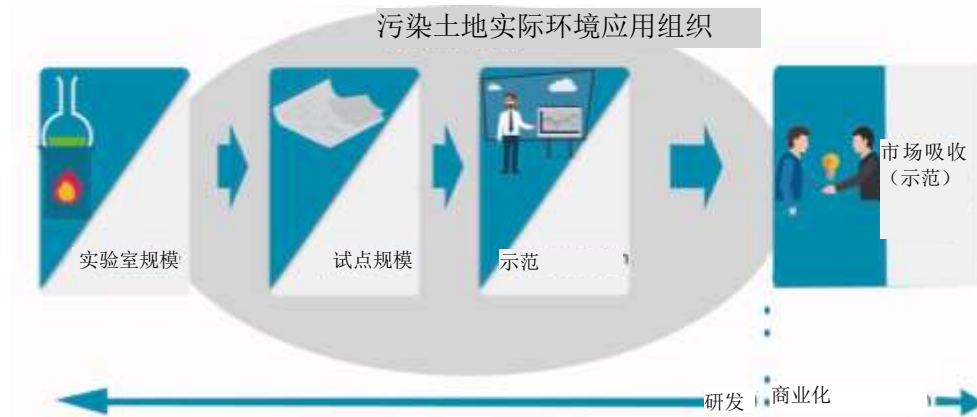 污染土地实际环境应用组织
实验室规模
试点规模
示范
市场吸收
（示范）
研发
商业化